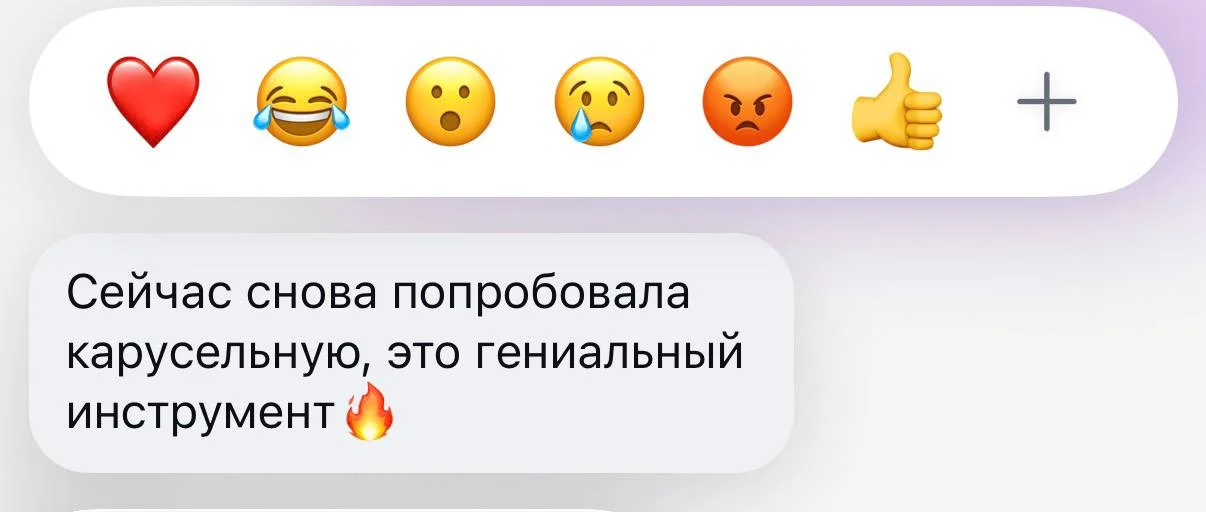 Сейчас снова попробовала
карусельную, это гениальный
инструмент 🔥